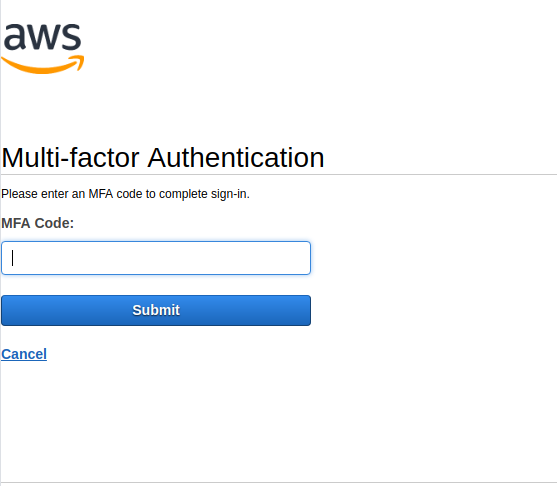 aws
Multi-factor Authentication
Please enter an MFA code to complete sign-in.
MFA Code:
Submit
Cancel